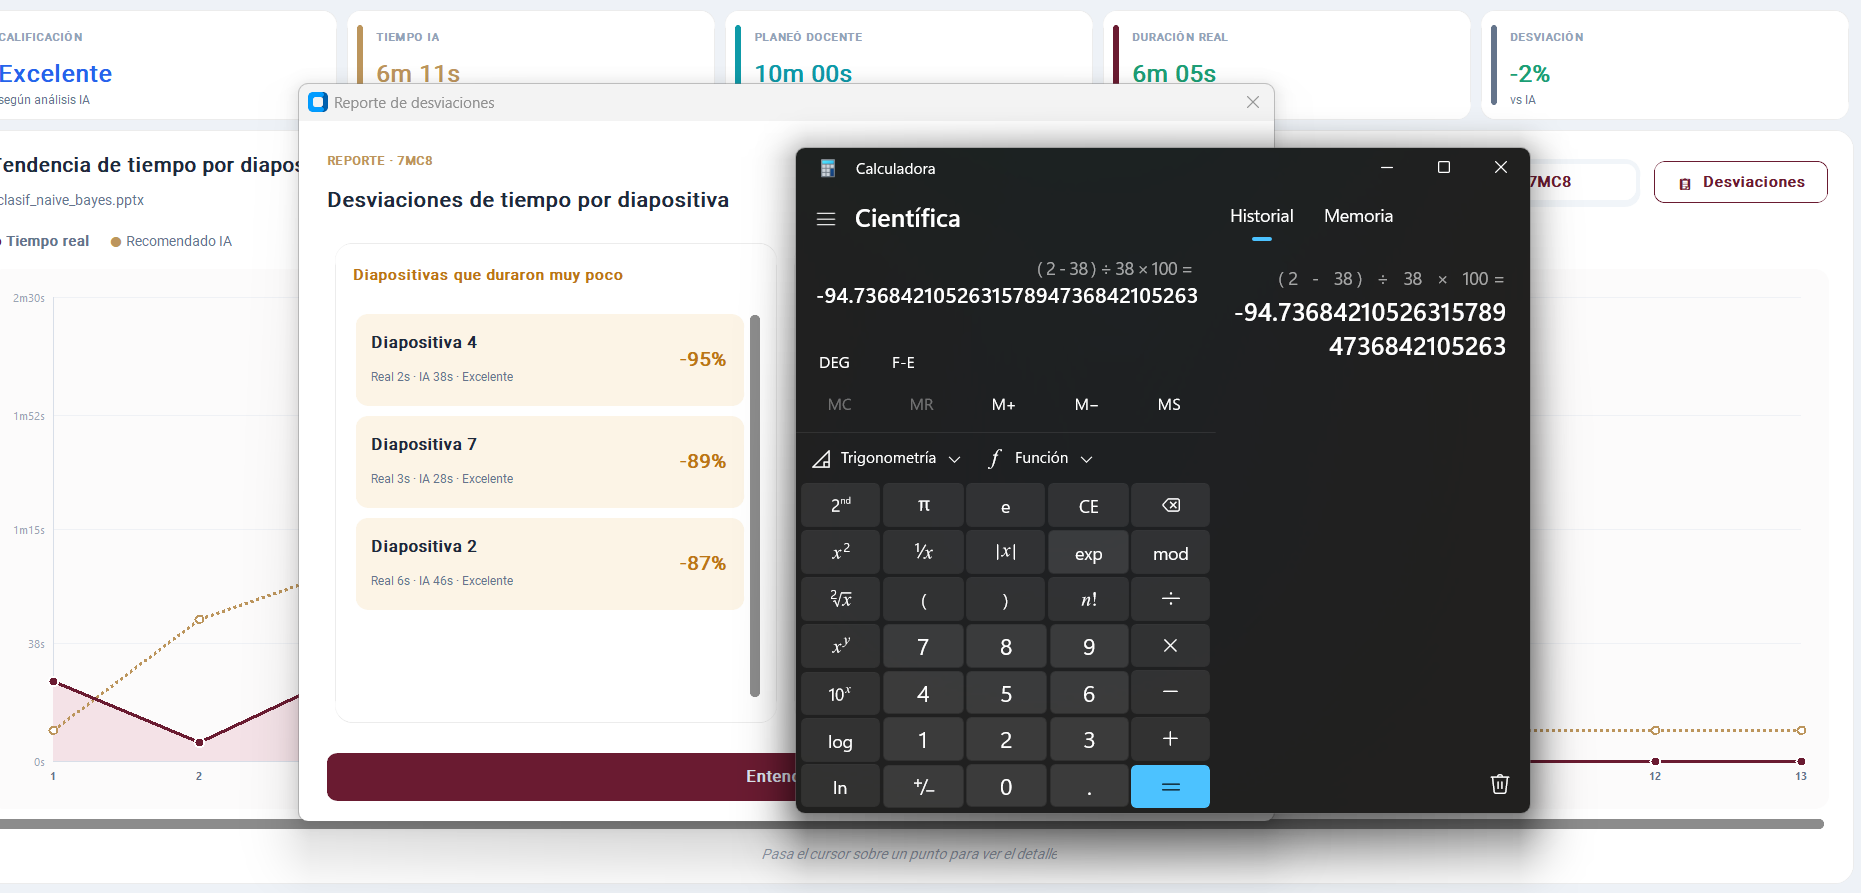 CALIFICACIÓN
Excelente
según análisis IA
TIEMPO IA
6m 11s
PLANEÓ DOCENTE
10m 00s
DURACIÓN REAL
6m 05s
DESVIACIÓN
-2%
vs IA
Tendencia de tiempo por diapos
clasif_naive_bayes.pptx
Tiempo real
Recomendado IA
7MC8
Desviaciones
2m30s
1m52s
1m15s
38s
0s
1
2
12
13
Pasa el cursor sobre un punto para ver el detalle
Reporte de desviaciones
REPORTE · 7MC8
Desviaciones de tiempo por diapositiva
Diapositivas que duraron muy poco
Diapositiva 4
Real 2s · IA 38s · Excelente
-95%
Diapositiva 7
Real 3s · IA 28s · Excelente
-89%
Diapositiva 2
Real 6s · IA 46s · Excelente
-87%
Entend
Calculadora
Científica
(2-38)÷38×100=
-94.736842105263157894736842105263
DEG F-E
MC MR M+ M− MS
Trigonometría Función
2nd π e CE
x² ¹⁄x |x| exp mod
²√x ( ) n! ÷
xʸ 7 8 9 ×
10ˣ 4 5 6 −
log 1 2 3 +
ln +/− 0 . =
Historial Memoria
(2 - 38) ÷ 38 × 100=
-94.73684210526315789
4736842105263